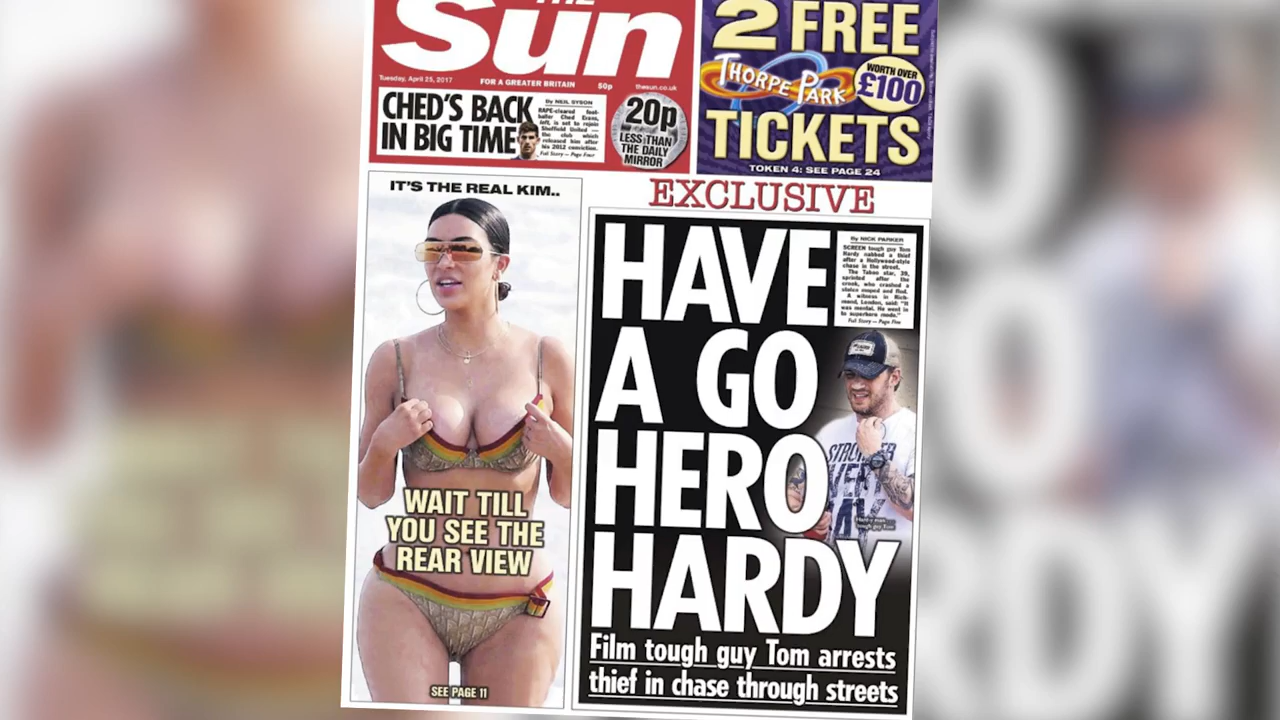 THE
Sun
Tuesday, April 25, 2017
FOR A GREATER BRITAIN
50p
thesun.co.uk
CHED'S BACK
IN BIG TIME
By NEIL SYSON
RAPE-cleared foot-
baller Ched Evans,
left, is set to rejoin
Sheffield United —
the club which
released him after
his 2012 conviction.
Full Story — Page Four
20p
LESS THAN
THE DAILY
MIRROR
2 FREE
THORPE PARK
WORTH OVER
£100
TICKETS
TOKEN 4: SEE PAGE 24
IT'S THE REAL KIM..
WAIT TILL
YOU SEE THE
REAR VIEW
SEE PAGE 11
EXCLUSIVE
HAVE
A GO
HERO
HARDY
By NICK PARKER
SCREEN tough guy Tom
Hardy nabbed a thief
after a Hollywood-style
chase in the street.
The Taboo star, 39,
sprinted after the
crook, who crashed a
stolen moped and fled.
A witness in Rich-
mond, London, said: "It
was mental. He went in
to superhero mode."
Full Story — Page Five
STRONGER
EVERY
DAY
tough guy Tom
Film tough guy Tom arrests
thief in chase through streets